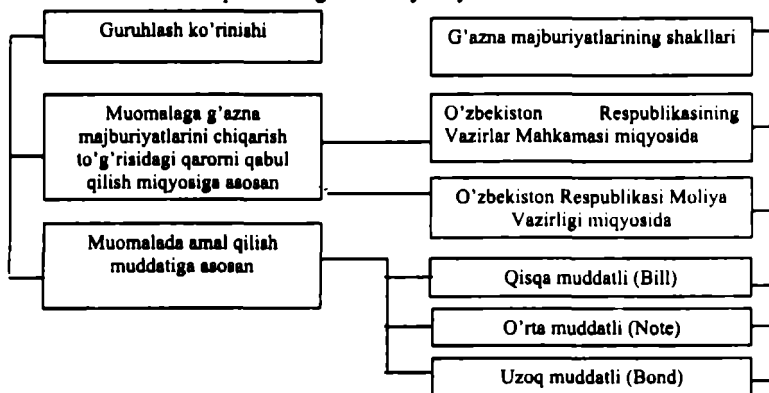 Guruhlash ko'rinishi
G'azna majburiyatlarining shakllari
Muomalaga g'azna
majburiyatlarini chiqarish
to'g'risidagi qarorni qabul
qilish miqyosiga asosan
O'zbekiston Respublikasining
Vazirlar Mahkamasi miqyosida
O'zbekiston Respublikasi Moliya
Vazirligi miqyosida
Muomalada amal qilish
muddatiga asosan
Qisqa muddatli (Bill)
O'rta muddatli (Note)
Uzoq muddatli (Bond)